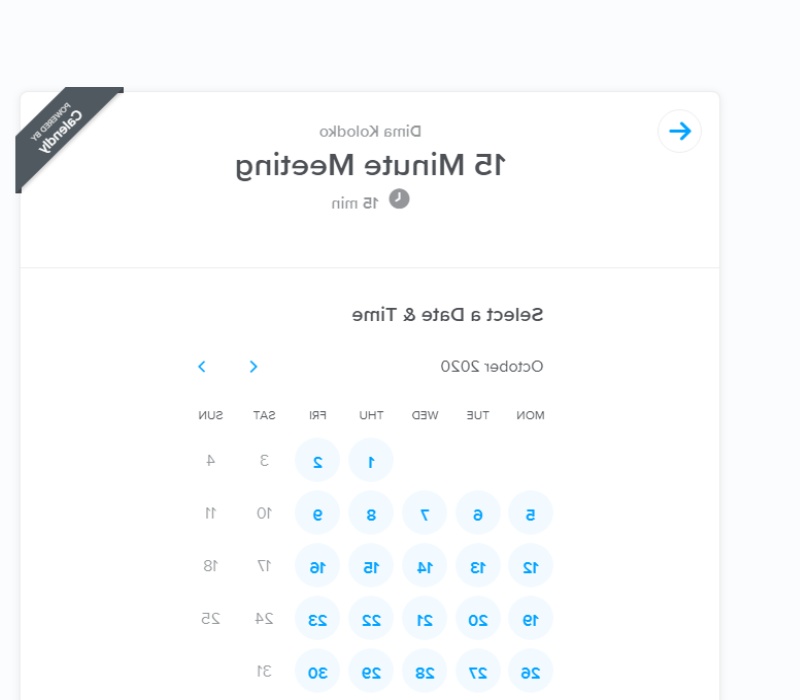 POWERED BY
Calendly
Dima Kolodko
15 Minute Meeting
15 min
Select a Date & Time
October 2020
MON TUE WED THU FRI SAT SUN
1 2 3 4
5 6 7 8 9 10 11
12 13 14 15 16 17 18
19 20 21 22 23 24 25
26 27 28 29 30 31